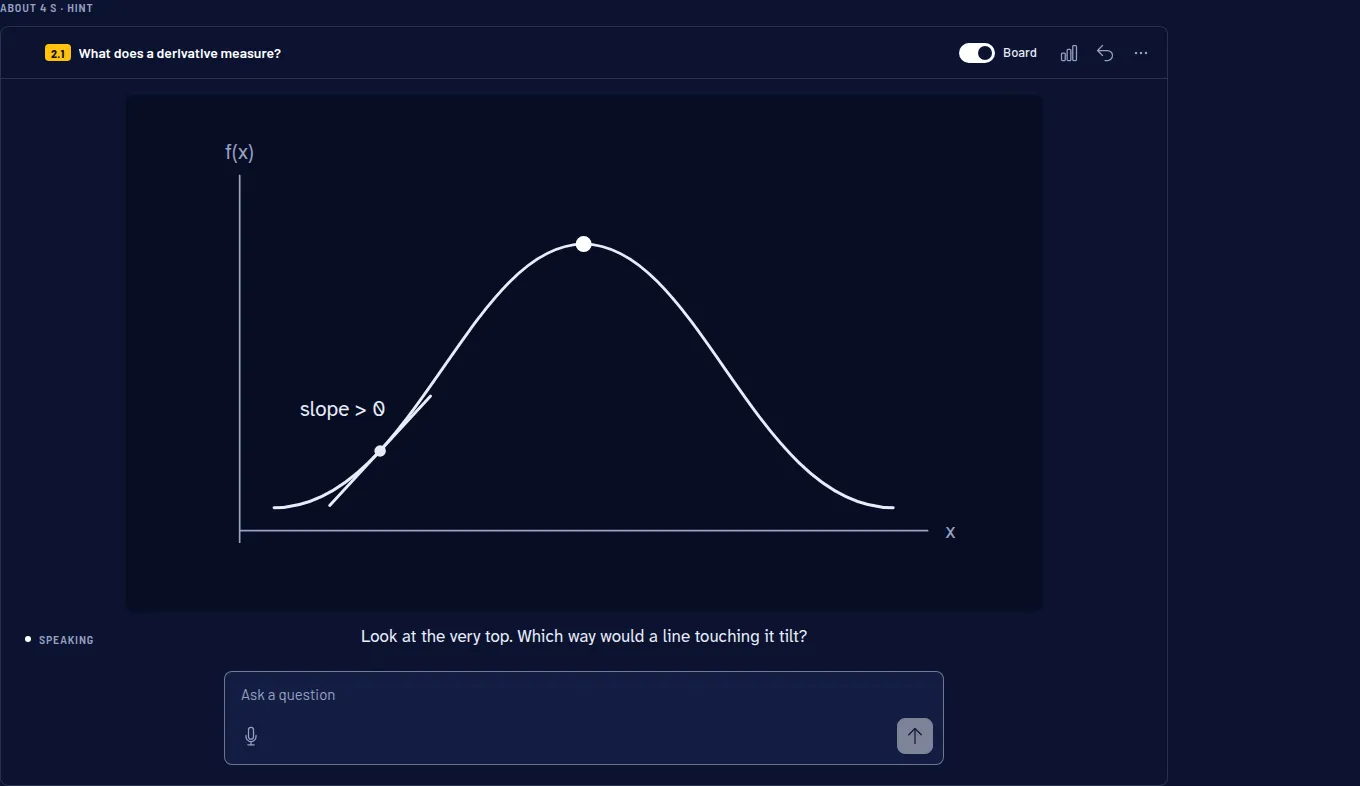 ABOUT 4 S · HINT
2.1 What does a derivative measure?
Board
f(x)
slope > 0
x
SPEAKING
Look at the very top. Which way would a line touching it tilt?
Ask a question